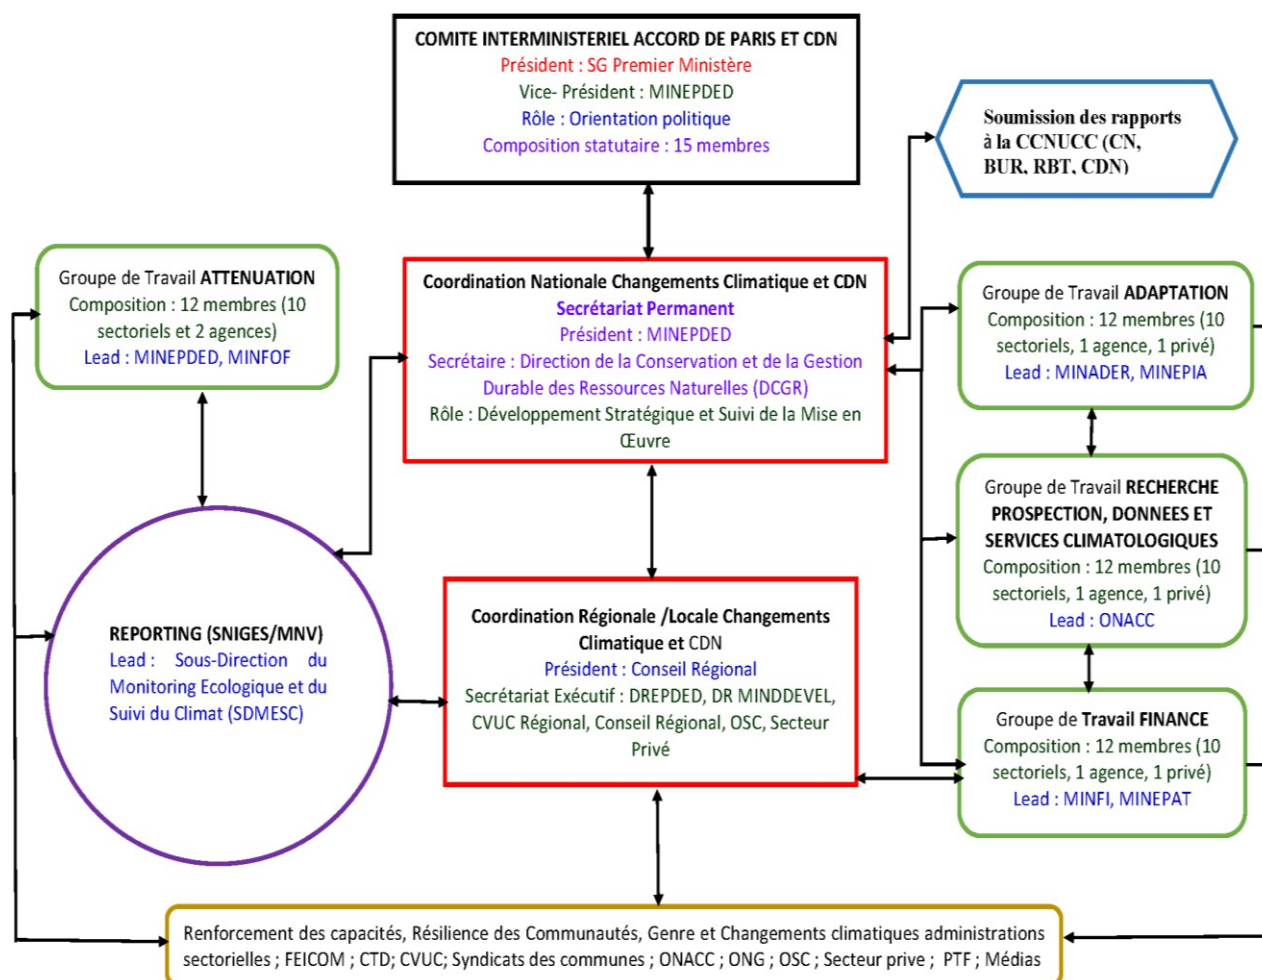 COMITE INTERMINISTERIEL ACCORD DE PARIS ET CDN
Président : SG Premier Ministère
Vice- Président : MINEPDED
Rôle : Orientation politique
Composition statutaire : 15 membres
Soumission des rapports
à la CCNUCC (CN,
BUR, RBT, CDN)
Groupe de Travail ATTENUATION
Composition : 12 membres (10
sectoriels et 2 agences)
Lead : MINEPDED, MINFOF
Coordination Nationale Changements Climatique et CDN
Secrétariat Permanent
Président : MINEPDED
Secrétaire : Direction de la Conservation et de la Gestion
Durable des Ressources Naturelles (DCGR)
Rôle : Développement Stratégique et Suivi de la Mise en
Œuvre
Groupe de Travail ADAPTATION
Composition : 12 membres (10
sectoriels, 1 agence, 1 privé)
Lead : MINADER, MINEPIA
Groupe de Travail RECHERCHE
PROSPECTION, DONNEES ET
SERVICES CLIMATOLOGIQUES
Composition : 12 membres (10
sectoriels, 1 agence, 1 privé)
Lead : ONACC
REPORTING (SNIGES/MNV)
Lead : Sous-Direction du
Monitoring Ecologique et du
Suivi du Climat (SDMESC)
Coordination Régionale /Locale Changements
Climatique et CDN
Président : Conseil Régional
Secrétariat Exécutif : DREPDED, DR MINDDEVEL,
CVUC Régional, Conseil Régional, OSC, Secteur
Privé
Groupe de Travail FINANCE
Composition : 12 membres (10
sectoriels, 1 agence, 1 privé)
Lead : MINFI, MINEPAT
Renforcement des capacités, Résilience des Communautés, Genre et Changements climatiques administrations
sectorielles ; FEICOM ; CTD; CVUC; Syndicats des communes ; ONACC ; ONG ; OSC ; Secteur prive ; PTF ; Médias